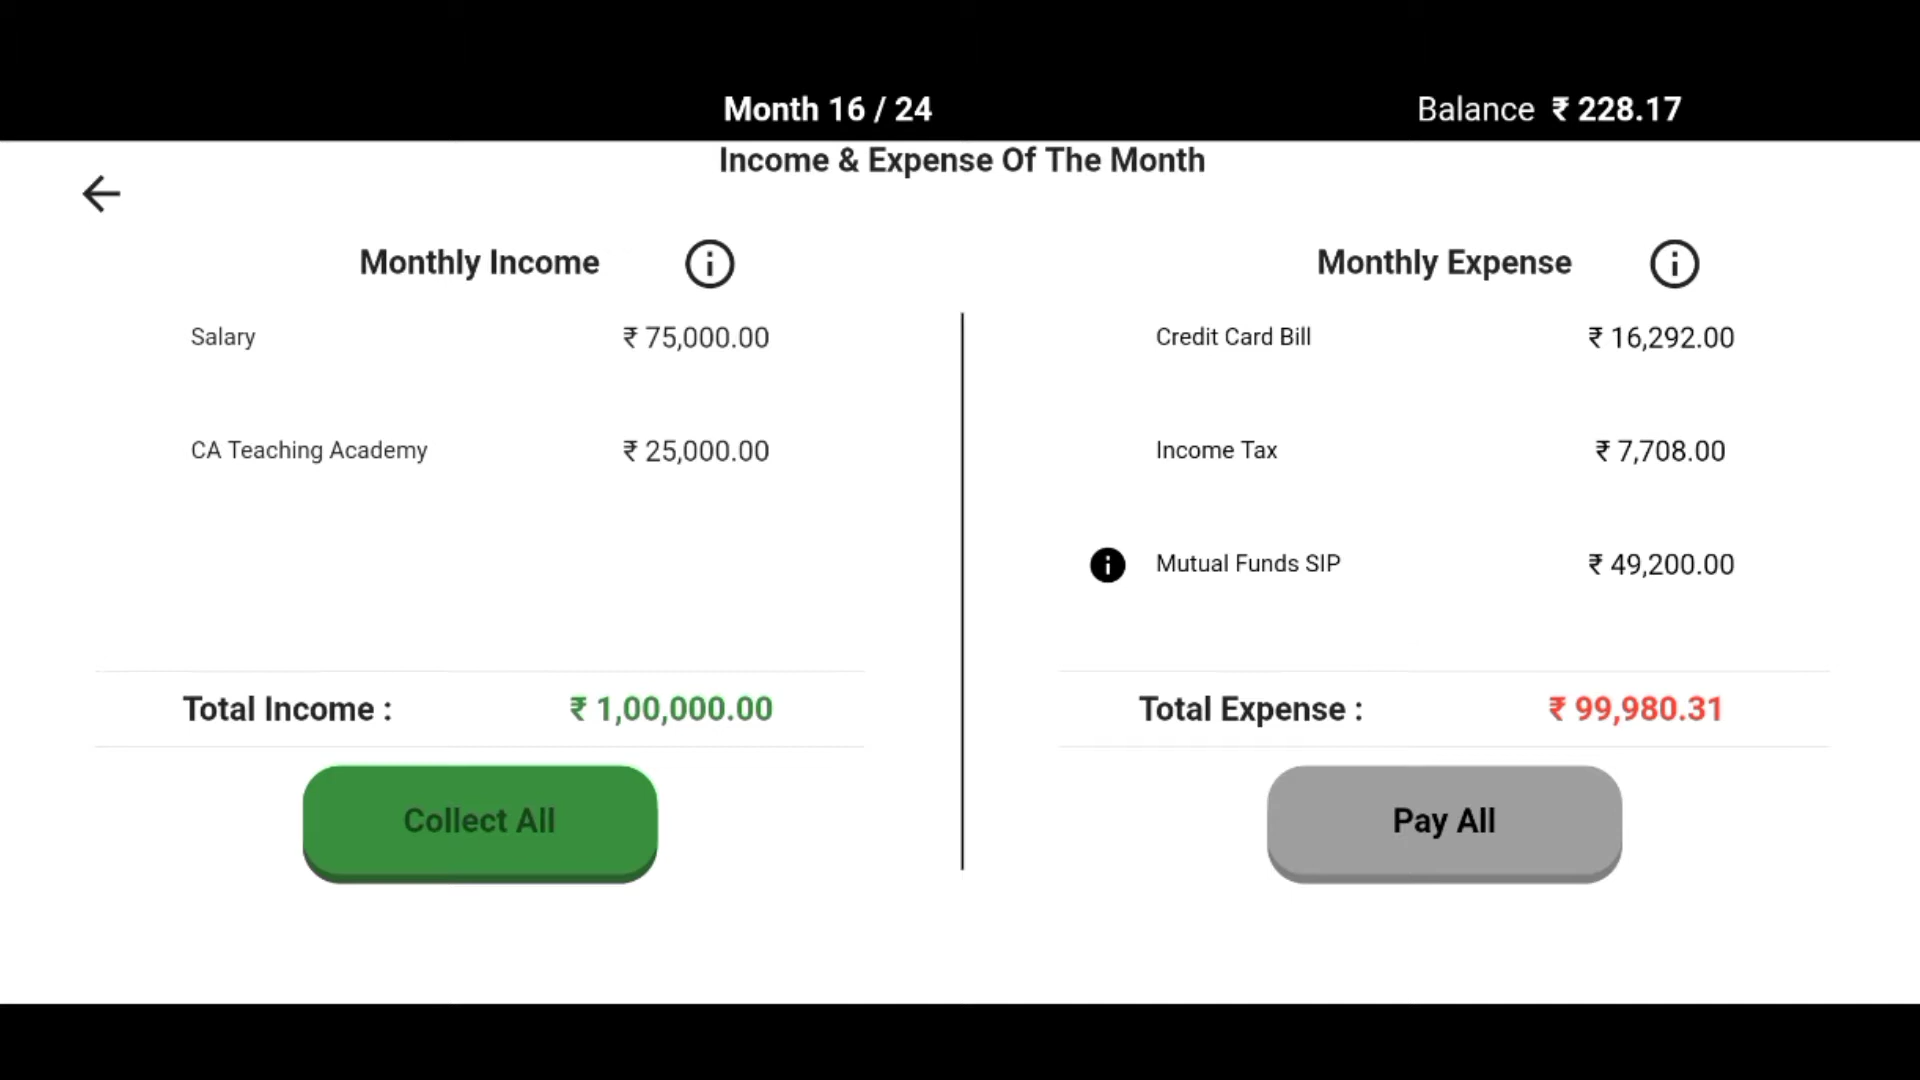 Month 16 / 24
Balance ₹ 228.17
Income & Expense Of The Month
Monthly Income
Salary ₹ 75,000.00
CA Teaching Academy ₹ 25,000.00
Total Income : ₹ 1,00,000.00
Collect All
Monthly Expense
Credit Card Bill ₹ 16,292.00
Income Tax ₹ 7,708.00
Mutual Funds SIP ₹ 49,200.00
Total Expense : ₹ 99,980.31
Pay All